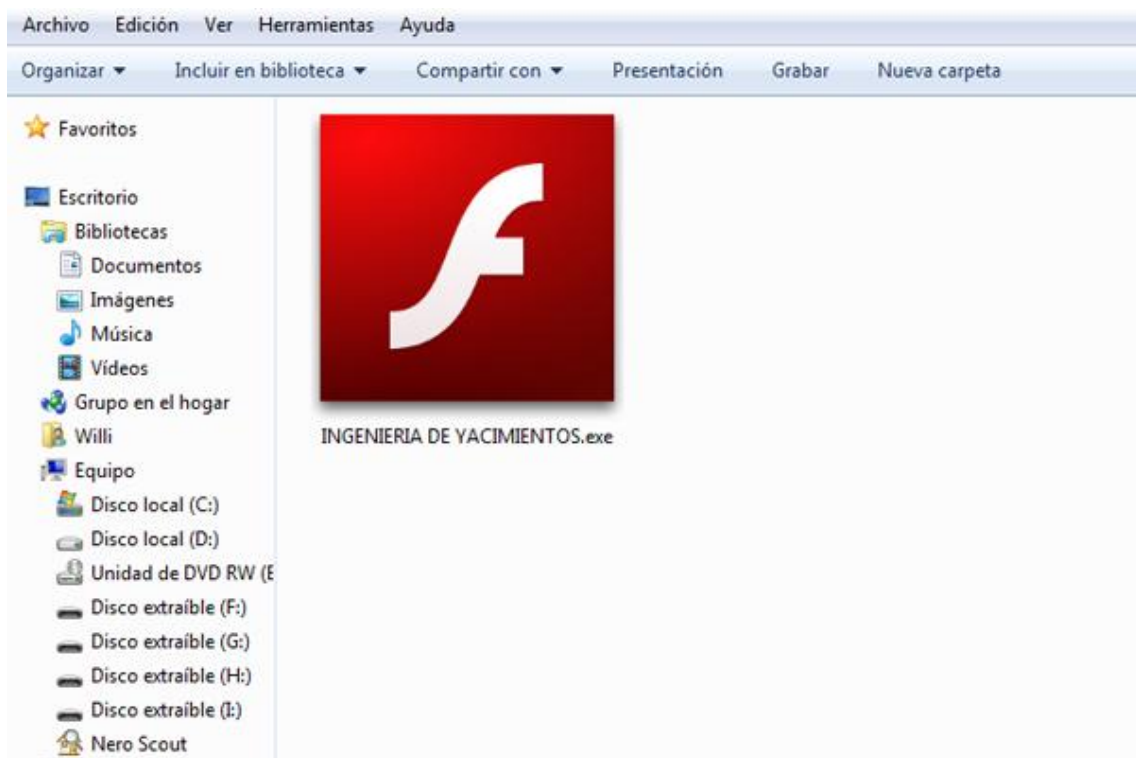 Archivo Edición Ver Herramientas Ayuda
Organizar Incluir en biblioteca Compartir con Presentación Grabar Nueva carpeta
Favoritos
Escritorio
Bibliotecas
Documentos
Imágenes
Música
Vídeos
Grupo en el hogar
Willi
Equipo
Disco local (C:)
Disco local (D:)
Unidad de DVD RW (E
Disco extraíble (F:)
Disco extraíble (G:)
Disco extraíble (H:)
Disco extraíble (I:)
Nero Scout
INGENIERIA DE YACIMIENTOS.exe